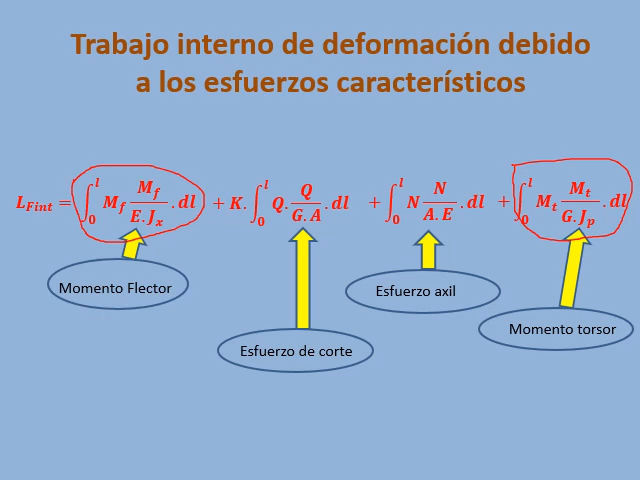 Trabajo interno de deformación debido
a los esfuerzos característicos
L_Fint = ∫_0^l M_f M_f/(E.J_x) .dl + K. ∫_0^l Q. Q/(G.A) .dl + ∫_0^l N N/(A.E) .dl + ∫_0^l M_t M_t/(G.J_p) .dl
Momento Flector
Esfuerzo axil
Momento torsor
Esfuerzo de corte